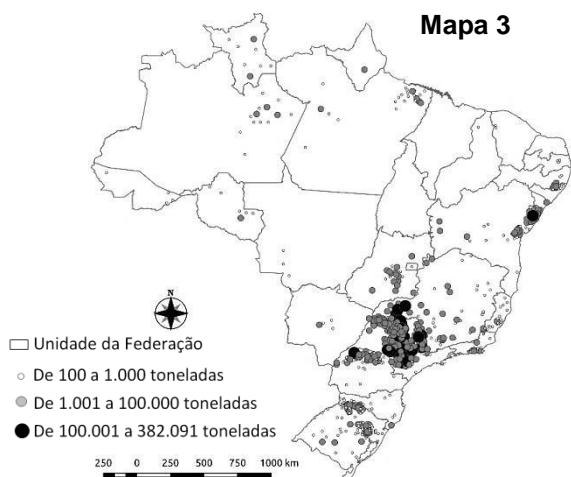 Mapa 3
N
Unidade da Federação
De 100 a 1.000 toneladas
De 1.001 a 100.000 toneladas
De 100.001 a 382.091 toneladas
250 0 250 500 750 1000 km